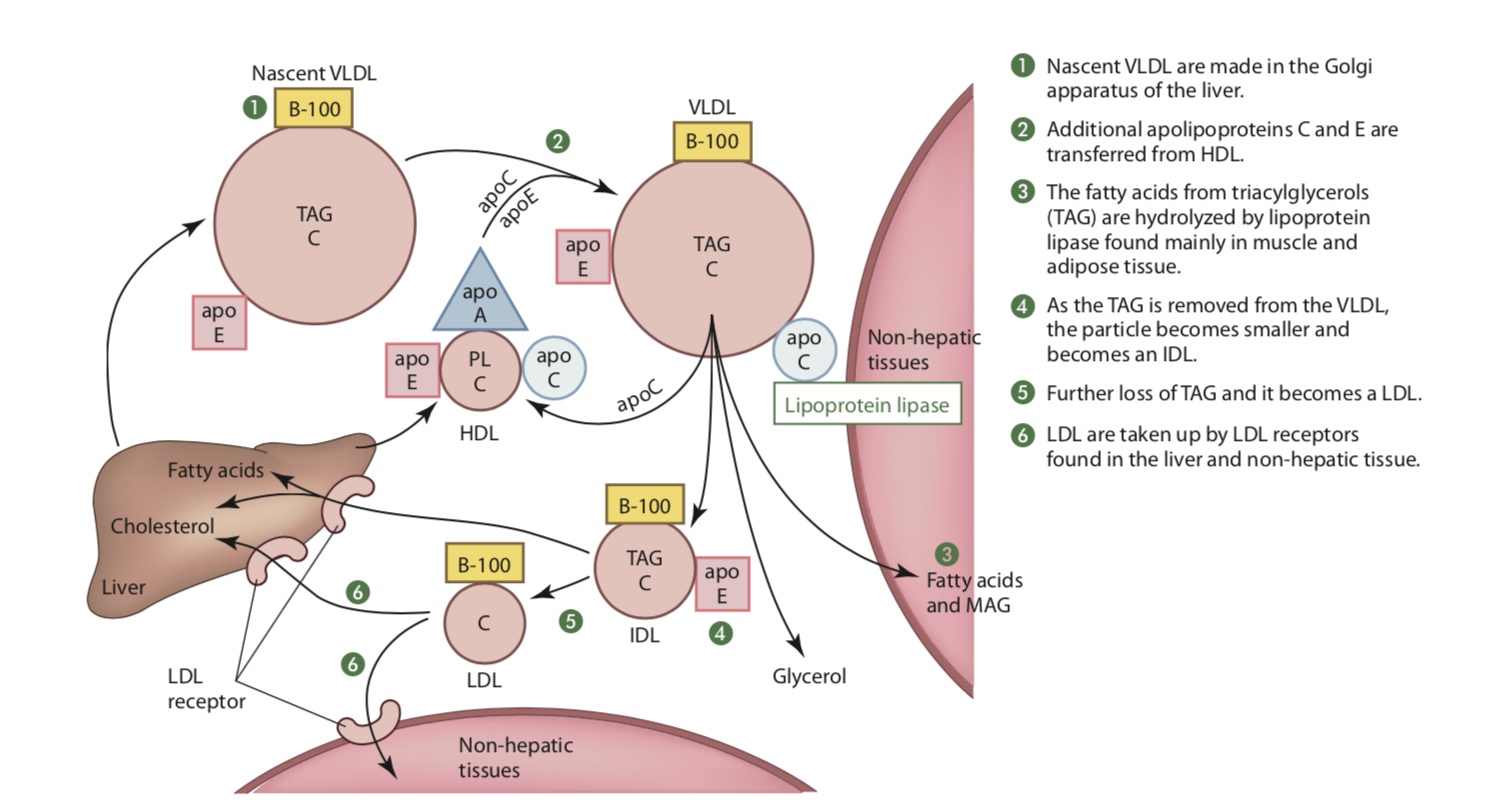 Nascent VLDL
1
B-100
TAG
C
apo
E
2
apoC
apoE
VLDL
B-100
TAG
C
apo
E
apo
C
apo
A
apo
E
PL
C
apo
C
HDL
apoC
Non-hepatic
tissues
Lipoprotein lipase
Fatty acids
Cholesterol
Liver
B-100
TAG
C
apo
E
IDL
4
5
B-100
C
LDL
6
6
3
Fatty acids
and MAG
Glycerol
LDL
receptor
Non-hepatic
tissues
1 Nascent VLDL are made in the Golgi
apparatus of the liver.
2 Additional apolipoproteins C and E are
transferred from HDL.
3 The fatty acids from triacylglycerols
(TAG) are hydrolyzed by lipoprotein
lipase found mainly in muscle and
adipose tissue.
4 As the TAG is removed from the VLDL,
the particle becomes smaller and
becomes an IDL.
5 Further loss of TAG and it becomes a LDL.
6 LDL are taken up by LDL receptors
found in the liver and non-hepatic tissue.